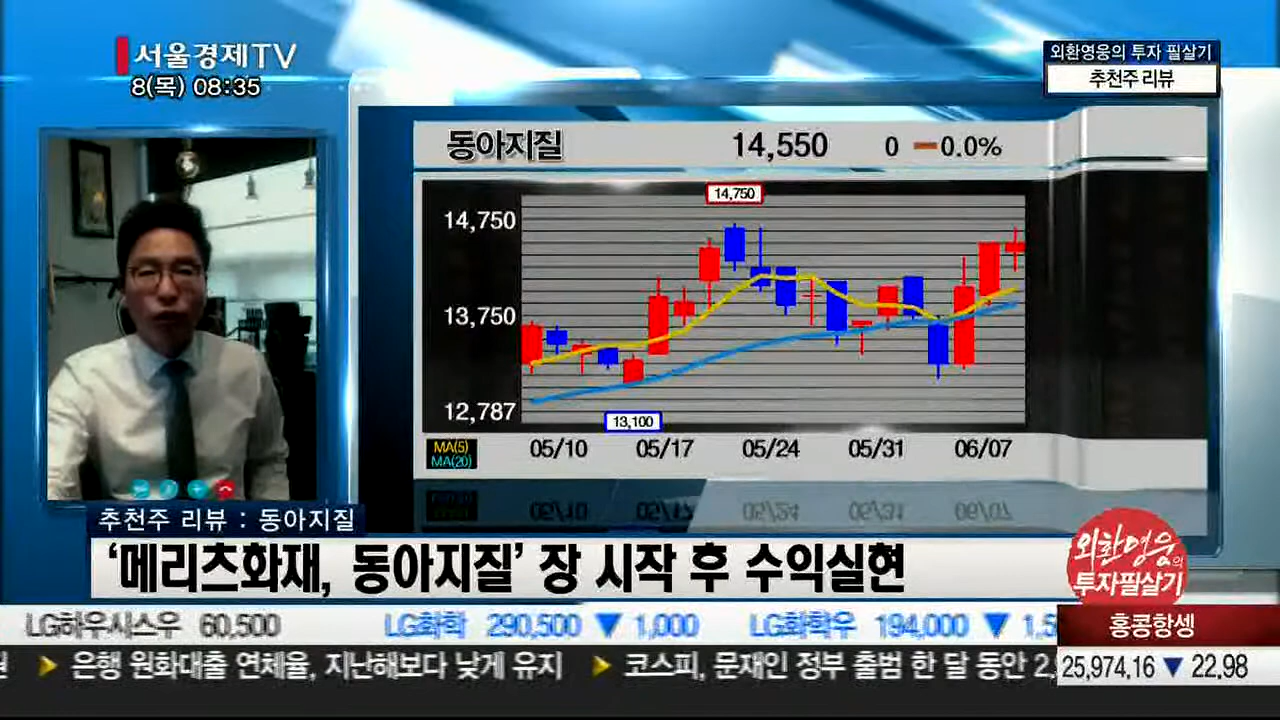 서울경제TV
8(목) 08:35
외환영웅의 투자 필살기
추천주 리뷰
동아지질 14,550 0 0.0%
14,750
14,750
13,750
12,787
13,100
MA(5)
MA(20)
05/10 05/17 05/24 05/31 06/07
추천주 리뷰 : 동아지질
‘메리츠화재, 동아지질’ 장 시작 후 수익실현
외환영웅의
투자필살기
LG하우시스우 60,500 LG화학 290,500 ▼ 1,000 LG화학우 194,000 ▼
홍콩항셍
은행 원화대출 연체율, 지난해보다 낮게 유지 코스피, 문재인 정부 출범 한 달 동안
25,974.16 ▼ 22.98